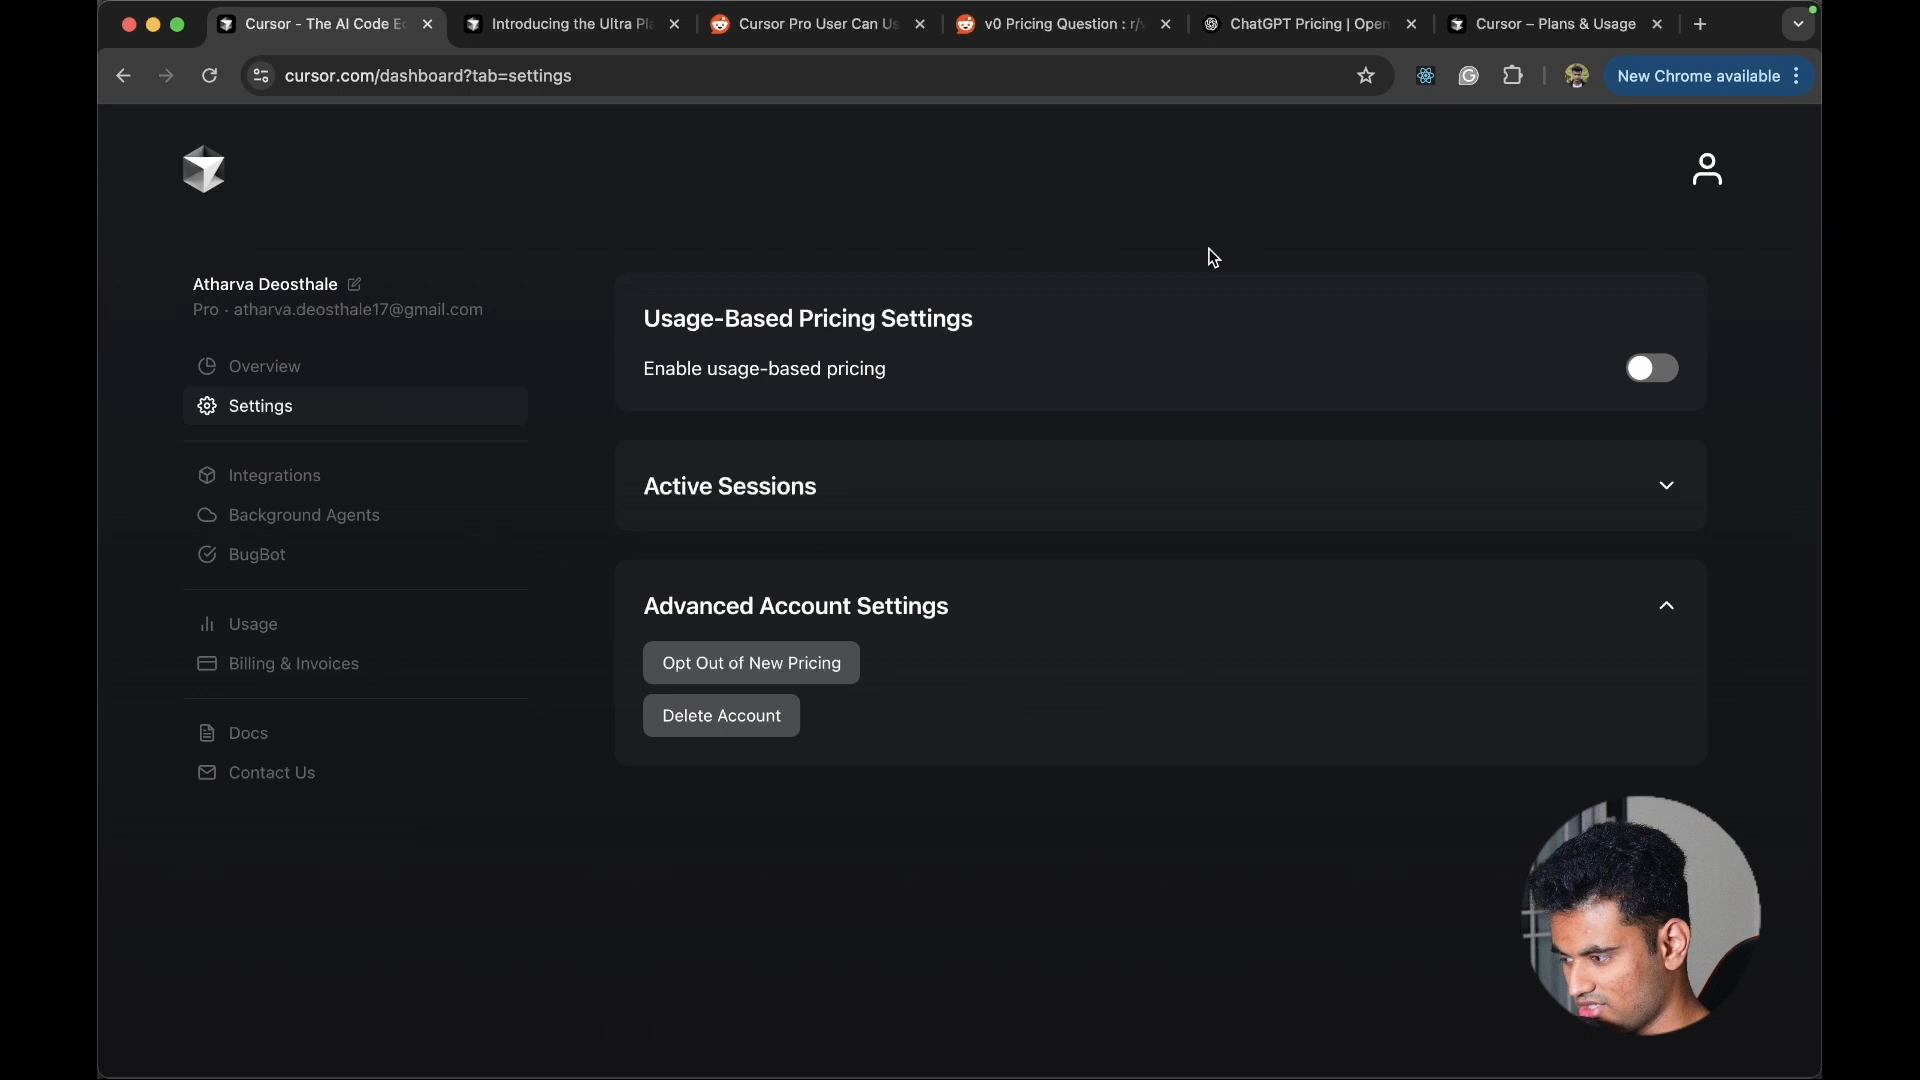 Cursor - The AI Code Ec
Introducing the Ultra Pl
Cursor Pro User Can Us
v0 Pricing Question : r/
ChatGPT Pricing | Open
Cursor – Plans & Usage
cursor.com/dashboard?tab=settings
New Chrome available
Atharva Deosthale
Pro · atharva.deosthale17@gmail.com
Overview
Settings
Integrations
Background Agents
BugBot
Usage
Billing & Invoices
Docs
Contact Us
Usage-Based Pricing Settings
Enable usage-based pricing
Active Sessions
Advanced Account Settings
Opt Out of New Pricing
Delete Account